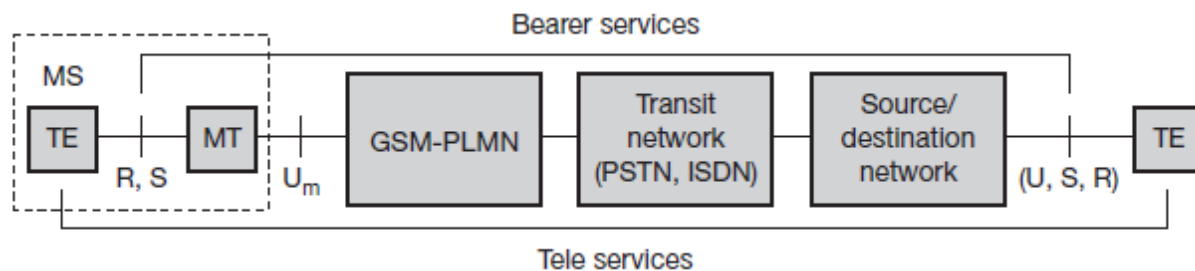 Bearer services
MS
TE
MT
GSM-PLMN
Transit
network
(PSTN, ISDN)
Source/
destination
network
TE
R, S
Um
(U, S, R)
Tele services